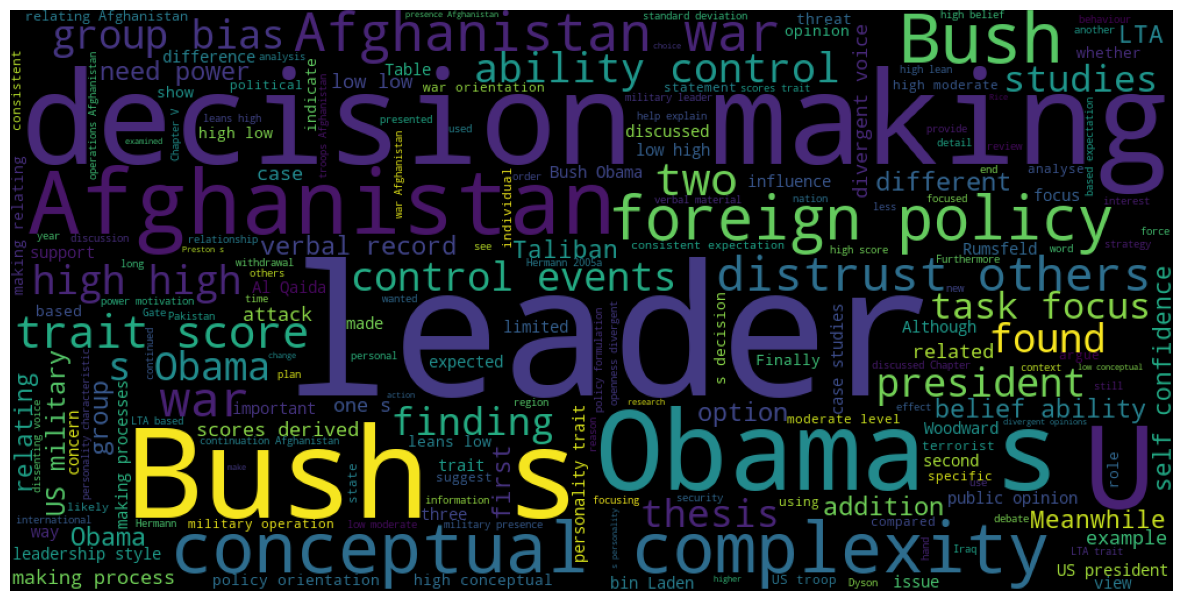 relating Afghanistan
presence Afghanistan
standard deviation
high belief
behaviour
another
group bias
Afghanistan war
threat
opinion
Bush
LTA
choice
whether
consistent
difference
analysis
need power
low low
Table
ability control
divergent voice
high lean
high moderate
studies
show
political
war orientation
statement
scores trait
indicate
military leader
operations Afghanistan
decision making
leans high
presented
help explain
Rice
Chapter V
high low
used
discussed
provide
review
examined
troops Afghanistan
low high
detail
based expectation
case
war Afghanistan
order
Bush Obama
influence
different
end
analyse
Afghanistan
individual
two
verbal material
focused
focus
interest
making relating
nation
less
year
foreign policy
strategy
support
discussion
relationship
verbal record
see
Taliban
consistent expectation
high score
Rumsfeld
word
force
Preston s
long
withdrawal
Hermann 2005a
Furthermore
high high
others
Al Qaida
control events
distrust others
based
power motivation
time
wanted
new
Gate
Pakistan
attack
made
limited
s decision
policy formulation
openness divergent
case studies
task focus
trait score
leader
Although
found
continued
personal
expected
Finally
related
argue
s Obama
change
discussed Chapter
context
low conceptual
plan
region
reason
president
still
relating
group
war
action
research
self confidence
important
one s
option
moderate level
effect
divergent opinions
US military
concern
dissenting voice
personality characteristic
making processes
LTA based
finding
leans low
belief ability
scores derived
Woodward
continuation Afghanistan
first
trait
terrorist
role
Bush s
Obama s
U
state
suggest
personality trait
second
specific
make
information
focusing
security
using
use
likely
three
public opinion
international
Hermann
military operation
low moderate
military presence
thesis
addition
Meanwhile
way
Obama
s personality
compared
debate
example
leadership style
conceptual complexity
hand
Iraq
LTA trait
US president
making process
policy orientation
high conceptual
higher
bin Laden
US troop
Dyson
issue
view